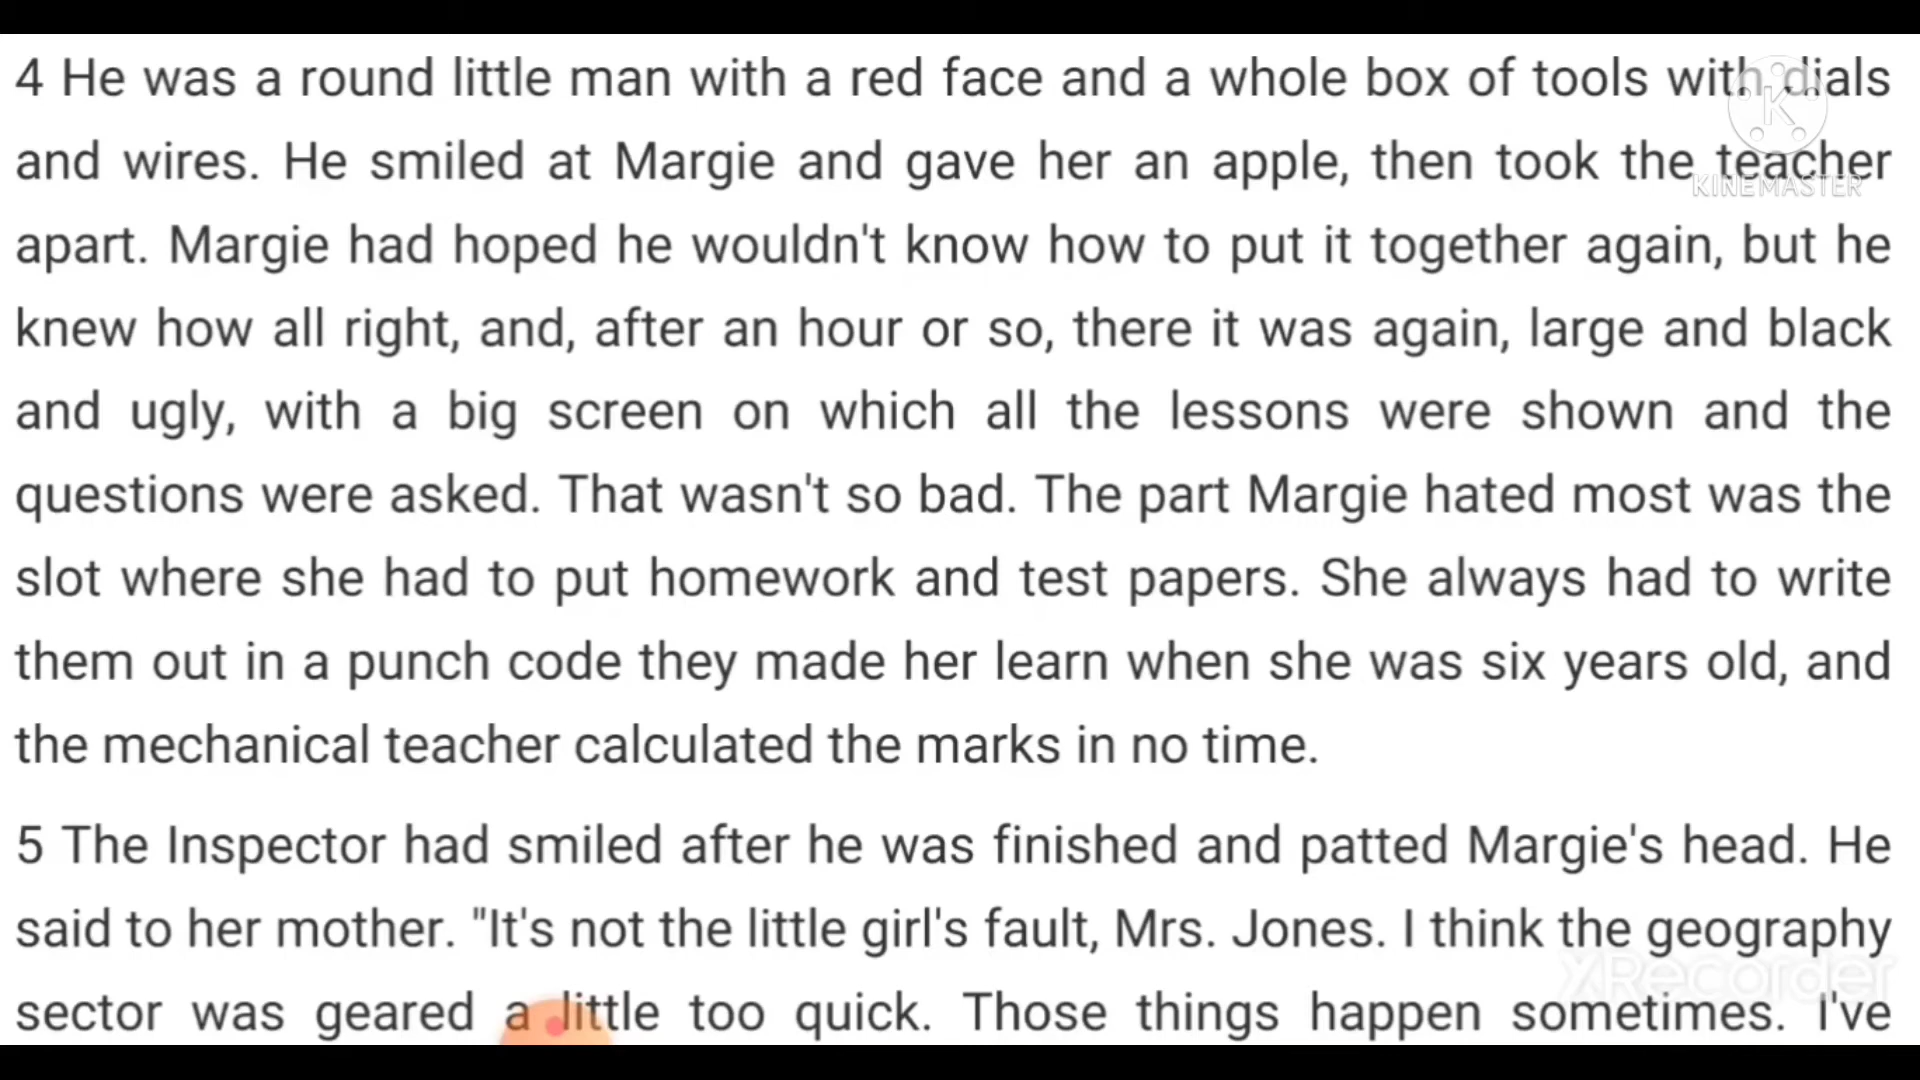 4 He was a round little man with a red face and a whole box of tools with dials
and wires. He smiled at Margie and gave her an apple, then took the teacher
KINEMASTER
apart. Margie had hoped he wouldn't know how to put it together again, but he
knew how all right, and, after an hour or so, there it was again, large and black
and ugly, with a big screen on which all the lessons were shown and the
questions were asked. That wasn't so bad. The part Margie hated most was the
slot where she had to put homework and test papers. She always had to write
them out in a punch code they made her learn when she was six years old, and
the mechanical teacher calculated the marks in no time.
5 The Inspector had smiled after he was finished and patted Margie's head. He
said to her mother. "It's not the little girl's fault, Mrs. Jones. I think the geography
XRecorder
sector was geared a little too quick. Those things happen sometimes. I've